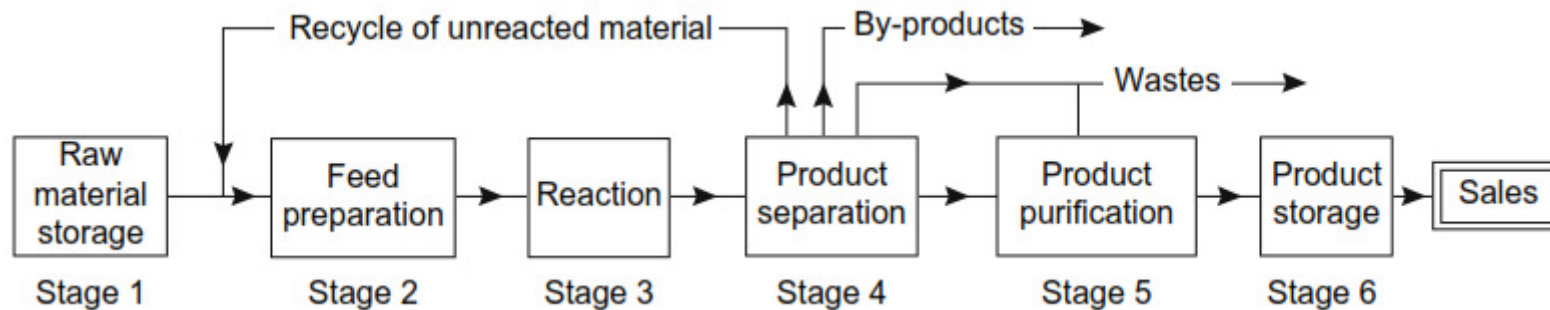 Recycle of unreacted material
By-products
Wastes
Raw
material
storage
Feed
preparation
Reaction
Product
separation
Product
purification
Product
storage
Sales
Stage 1
Stage 2
Stage 3
Stage 4
Stage 5
Stage 6